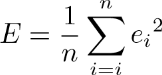 E = \frac{1}{n} \sum_{i=i}^{n} {e_i}^2